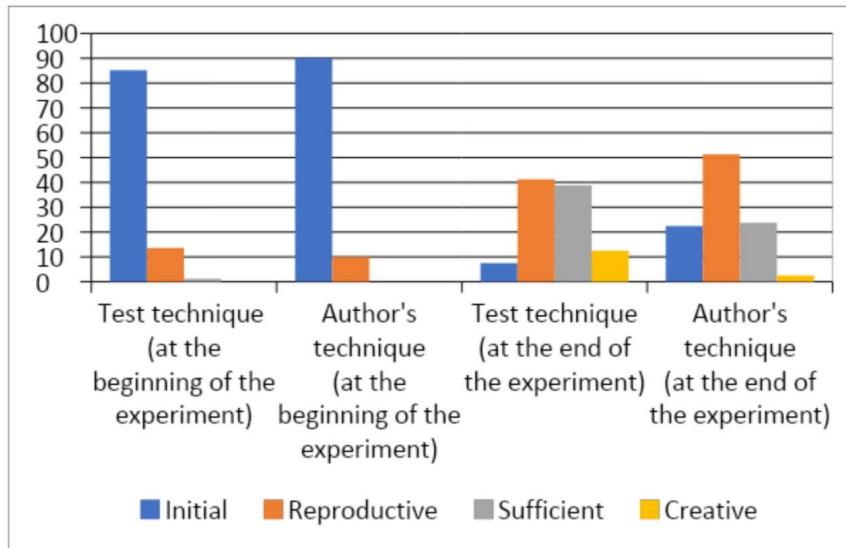 100
90
80
70
60
50
40
30
20
10
0
Test technique
(at the
beginning of the
experiment)
Author's
technique
(at the
beginning of the
experiment)
Test technique
(at the end of
the experiment)
Author's
technique
(at the end of
the experiment)
Initial Reproductive Sufficient Creative